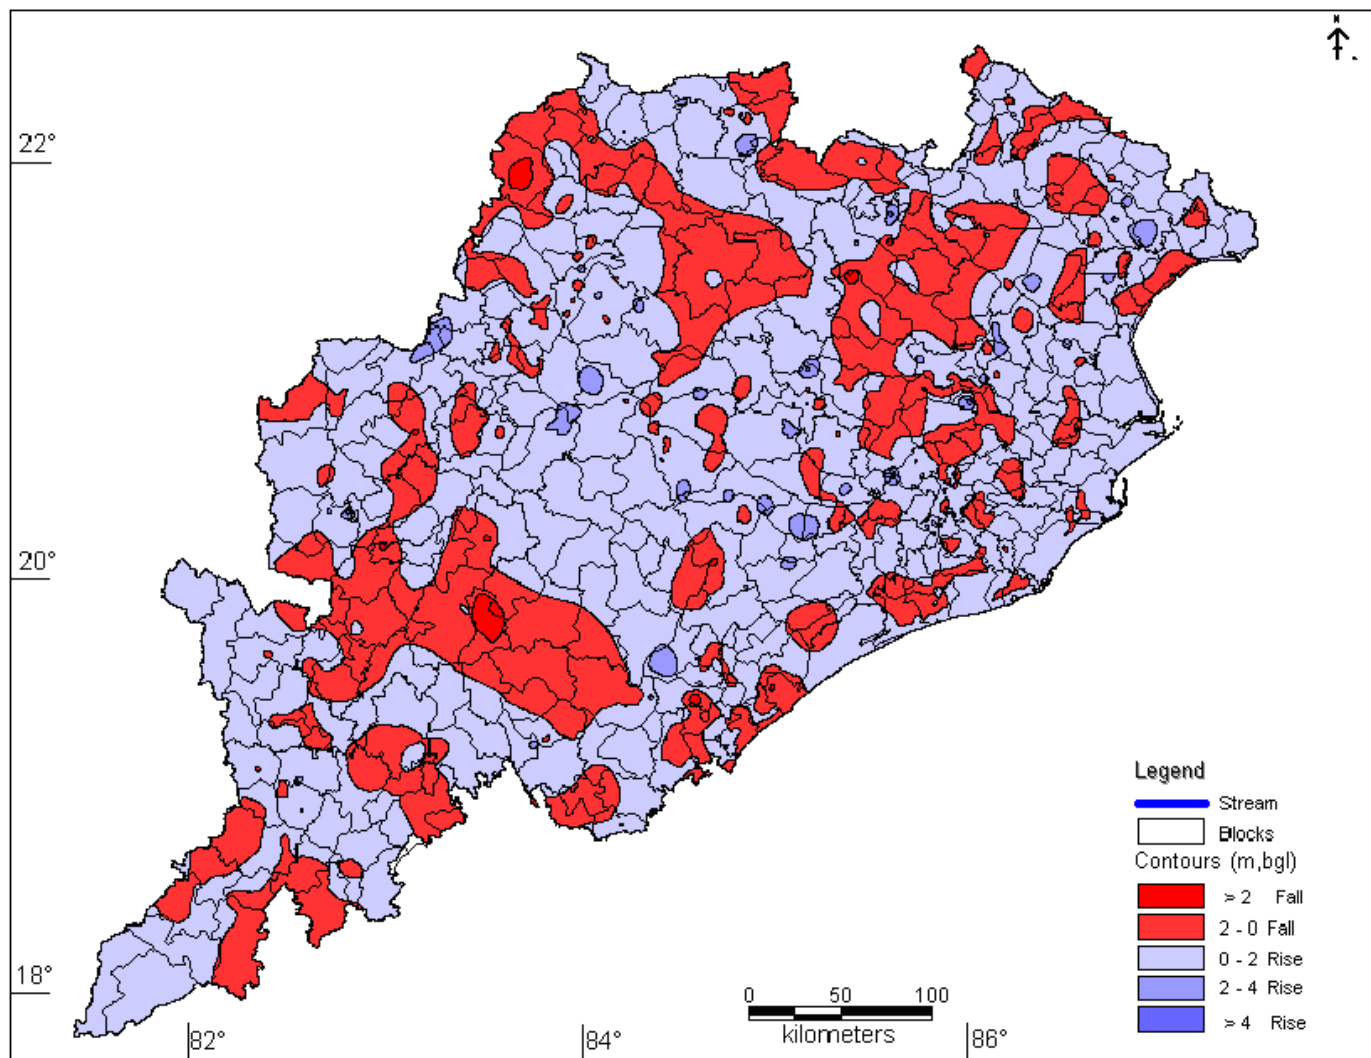 N
22°
20°
18°
82°
84°
86°
0 50 100
kilometers
Legend
Stream
Blocks
Contours (m,bgl)
> 2 Fall
2 - 0 Fall
0 - 2 Rise
2 - 4 Rise
> 4 Rise